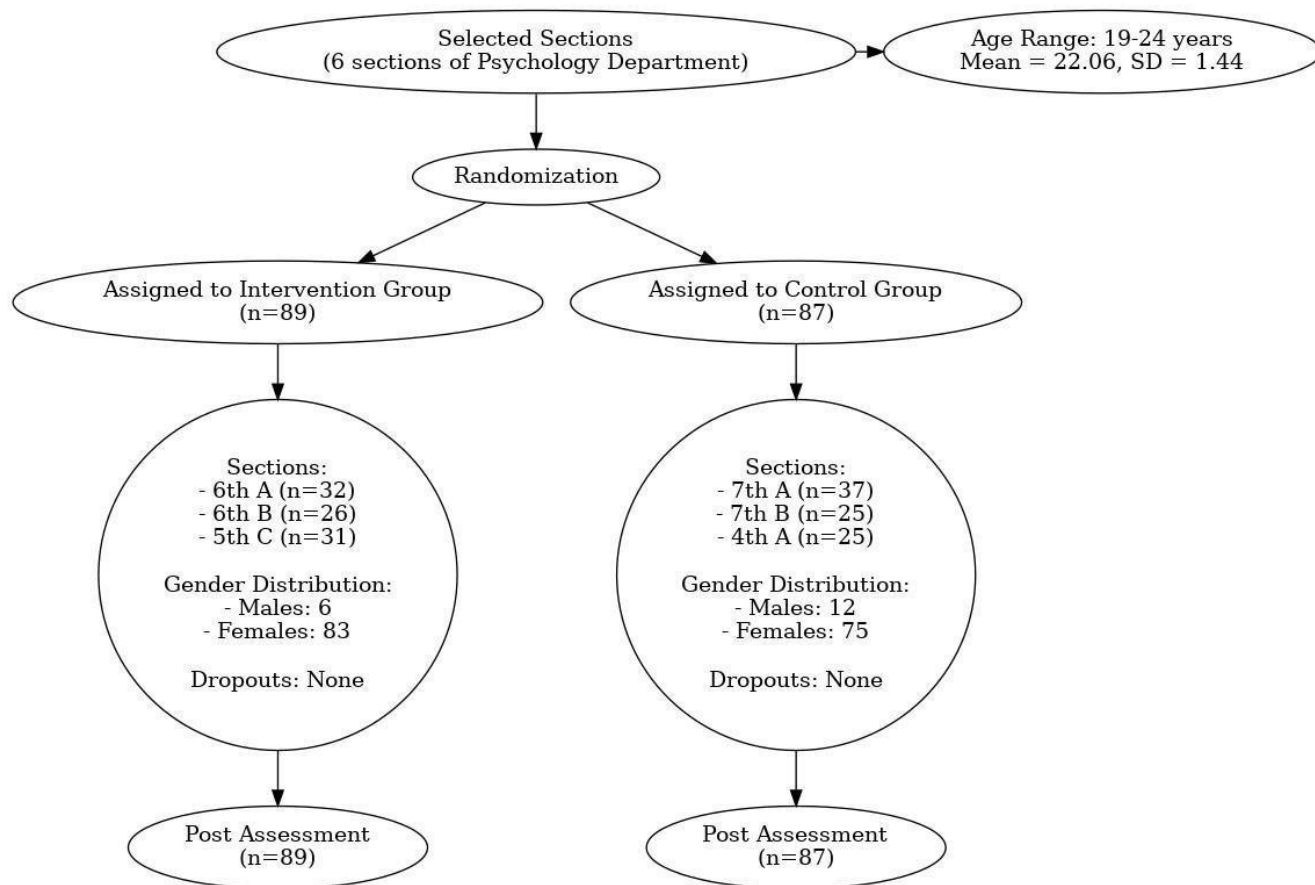 Selected Sections
(6 sections of Psychology Department)
Age Range: 19-24 years
Mean = 22.06, SD = 1.44
Randomization
Assigned to Intervention Group
(n=89)
Assigned to Control Group
(n=87)
Sections:
- 6th A (n=32)
- 6th B (n=26)
- 5th C (n=31)
Gender Distribution:
- Males: 6
- Females: 83
Dropouts: None
Sections:
- 7th A (n=37)
- 7th B (n=25)
- 4th A (n=25)
Gender Distribution:
- Males: 12
- Females: 75
Dropouts: None
Post Assessment
(n=89)
Post Assessment
(n=87)